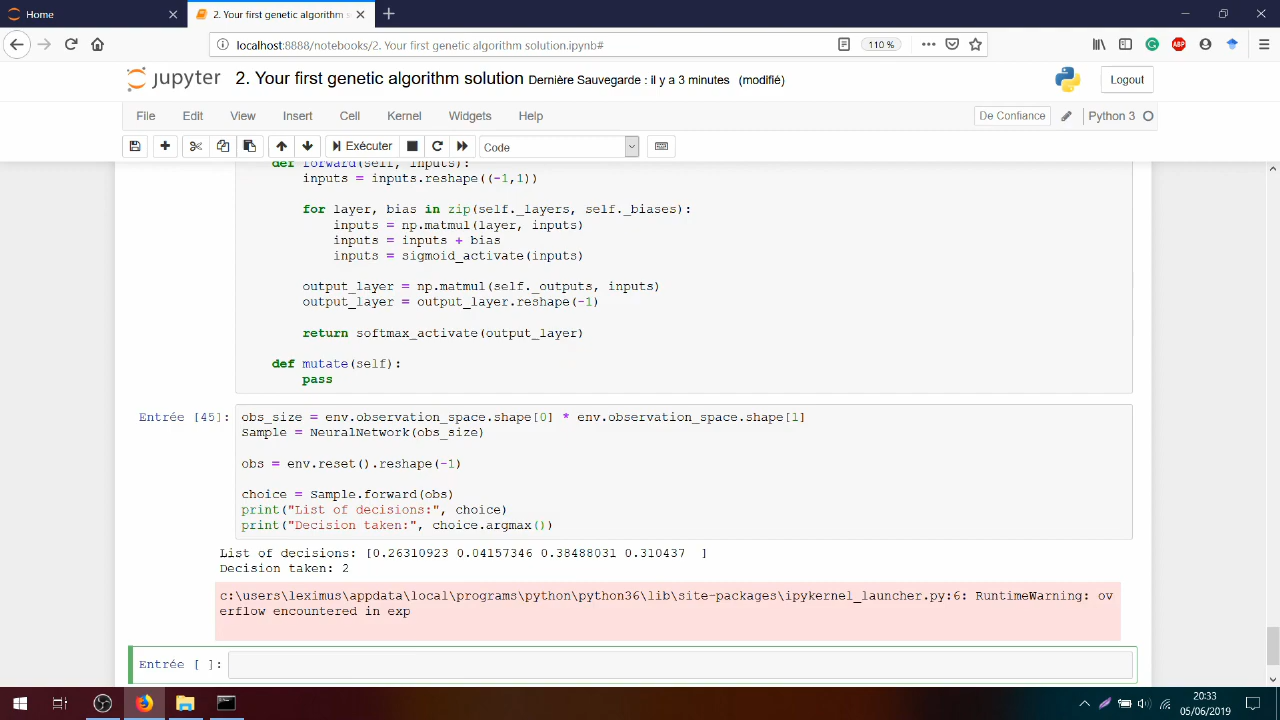 Home
2. Your first genetic algorithm s
localhost:8888/notebooks/2. Your first genetic algorithm solution.ipynb#
110 %
ABP
jupyter 2. Your first genetic algorithm solution Dernière Sauvegarde : il y a 3 minutes (modifié)
Logout
File Edit View Insert Cell Kernel Widgets Help
De Confiance Python 3
Exécuter Code
def forward(self, inputs):
inputs = inputs.reshape((-1,1))
for layer, bias in zip(self._layers, self._biases):
inputs = np.matmul(layer, inputs)
inputs = inputs + bias
inputs = sigmoid_activate(inputs)
output_layer = np.matmul(self._outputs, inputs)
output_layer = output_layer.reshape(-1)
return softmax_activate(output_layer)
def mutate(self):
pass
Entrée [45]: obs_size = env.observation_space.shape[0] * env.observation_space.shape[1]
Sample = NeuralNetwork(obs_size)
obs = env.reset().reshape(-1)
choice = Sample.forward(obs)
print("List of decisions:", choice)
print("Decision taken:", choice.argmax())
List of decisions: [0.26310923 0.04157346 0.38488031 0.310437  ]
Decision taken: 2
c:\users\leximus\appdata\local\programs\python\python36\lib\site-packages\ipykernel_launcher.py:6: RuntimeWarning: ov
erflow encountered in exp
Entrée [ ]:
20:33
05/06/2019